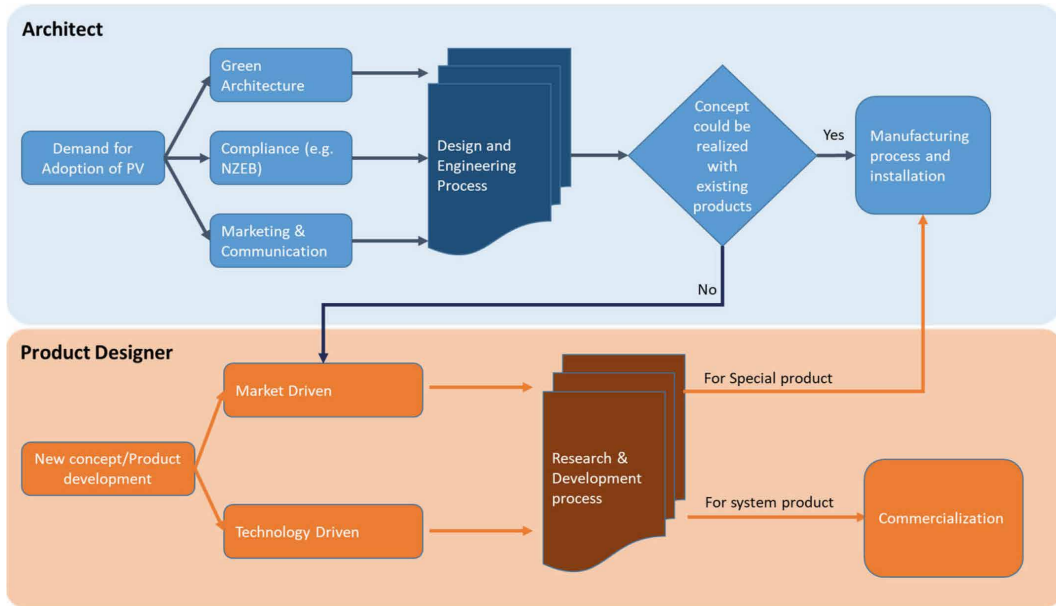 Architect
Green
Architecture
Demand for
Adoption of PV
Compliance (e.g.
NZEB)
Marketing &
Communication
Design and
Engineering
Process
Concept
could be
realized
with
existing
products
Yes
Manufacturing
process and
installation
No
Product Designer
Market Driven
New concept/Product
development
Technology Driven
Research &
Development
process
For Special product
For system product
Commercialization